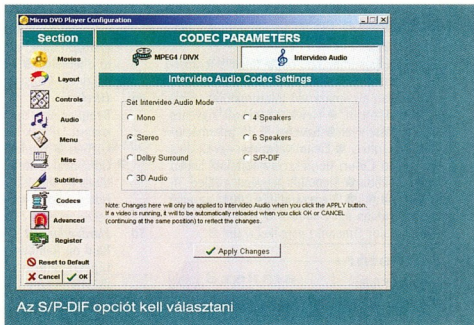 Micro DVD Player Configuration
Section
CODEC PARAMETERS
Movies
Layout
Controls
Audio
Menu
Misc
Subtitles
Codecs
Advanced
Register
Reset to Default
Cancel
OK
MPEG4 / DIVX
Intervideo Audio
Intervideo Audio Codec Settings
Set Intervideo Audio Mode
Mono
4 Speakers
Stereo
6 Speakers
Dolby Surround
S/P-DIF
3D Audio
Note: Changes here will only be applied to Intervideo Audio when you click the APPLY button.
If a video is running, it will be automatically reloaded when you click OK or CANCEL
(continuing at the same position) to reflect the changes.
Apply Changes
Az S/P-DIF opciót kell választani